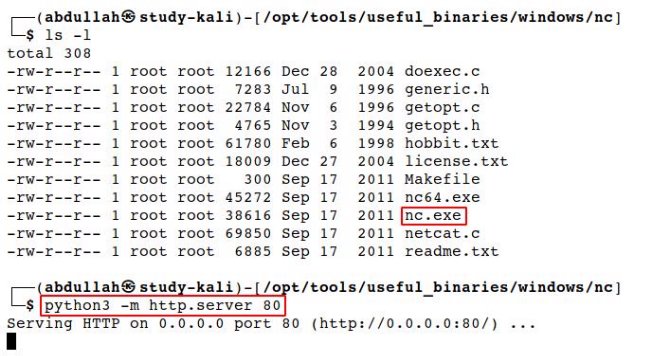 ┌──(abdullah㉿study-kali)-[/opt/tools/useful_binaries/windows/nc]
└─$ ls -l
total 308
-rw-r--r-- 1 root root 12166 Dec 28  2004 doexec.c
-rw-r--r-- 1 root root  7283 Jul  9  1996 generic.h
-rw-r--r-- 1 root root 22784 Nov  6  1996 getopt.c
-rw-r--r-- 1 root root  4765 Nov  3  1994 getopt.h
-rw-r--r-- 1 root root 61780 Feb  6  1998 hobbit.txt
-rw-r--r-- 1 root root 18009 Dec 27  2004 license.txt
-rw-r--r-- 1 root root   300 Sep 17  2011 Makefile
-rw-r--r-- 1 root root 45272 Sep 17  2011 nc64.exe
-rw-r--r-- 1 root root 38616 Sep 17  2011 nc.exe
-rw-r--r-- 1 root root 69850 Sep 17  2011 netcat.c
-rw-r--r-- 1 root root  6885 Sep 17  2011 readme.txt
┌──(abdullah㉿study-kali)-[/opt/tools/useful_binaries/windows/nc]
└─$ python3 -m http.server 80
Serving HTTP on 0.0.0.0 port 80 (http://0.0.0.0:80/) ...